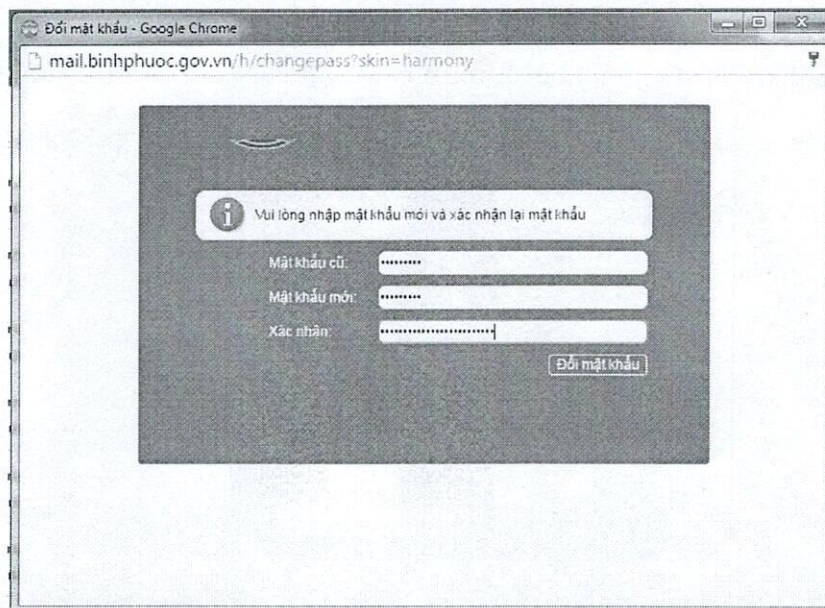 Đổi mật khẩu - Google Chrome
mail.binhphuoc.gov.vn/h/changepass?skin=harmony
Vui lòng nhập mật khẩu mới và xác nhận lại mật khẩu
Mật khẩu cũ:
Mật khẩu mới:
Xác nhận:
Đổi mật khẩu